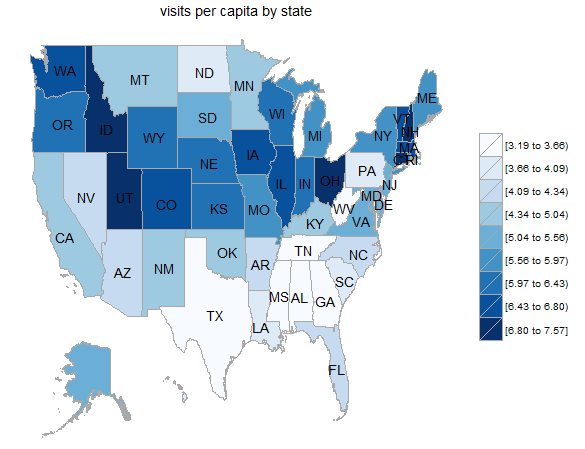 visits per capita by state
WA
MT
ND
MN
ME
VT
NH
OR
ID
SD
WI
MI
NY
MA
WY
CT
RI
NE
IA
PA
NV
UT
IL
IN
OH
NJ
CO
KS
MO
WV
MD
DE
CA
KY
VA
AZ
NM
OK
TN
NC
AR
SC
MS
AL
GA
TX
LA
FL
[3.19 to 3.66)
[3.66 to 4.09)
[4.09 to 4.34)
[4.34 to 5.04)
[5.04 to 5.56)
[5.56 to 5.97)
[5.97 to 6.43)
[6.43 to 6.80)
[6.80 to 7.57]